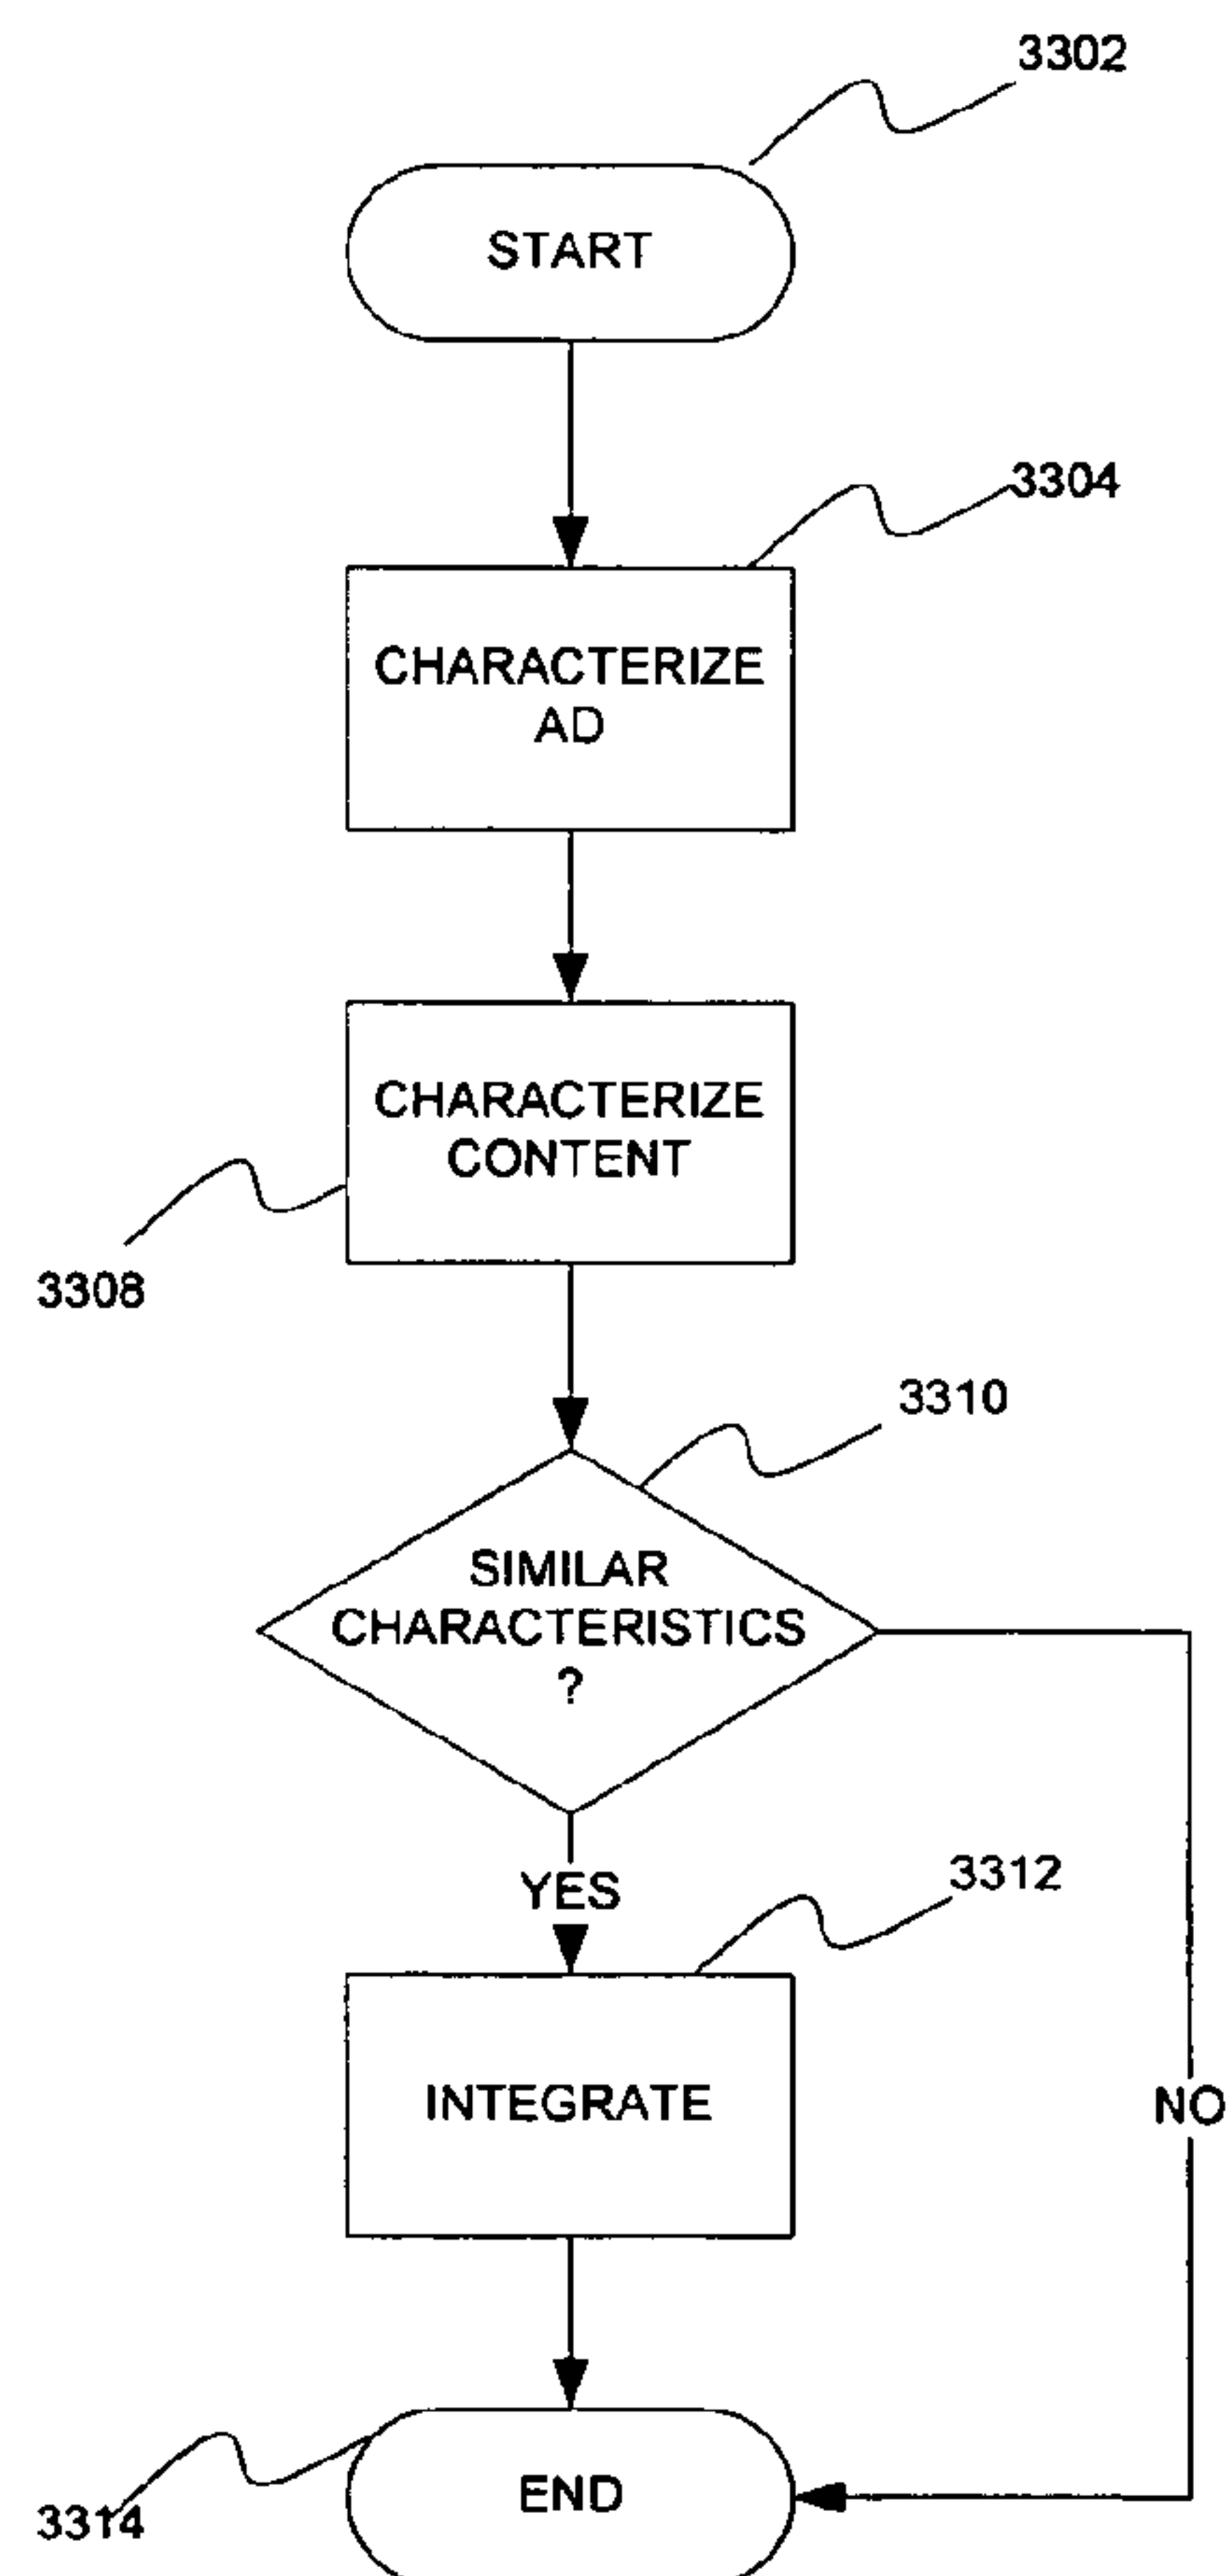 3302
START
3304
CHARACTERIZE
AD
CHARACTERIZE
CONTENT
3308
3310
SIMILAR
CHARACTERISTICS
?
YES
3312
INTEGRATE
NO
END
3314